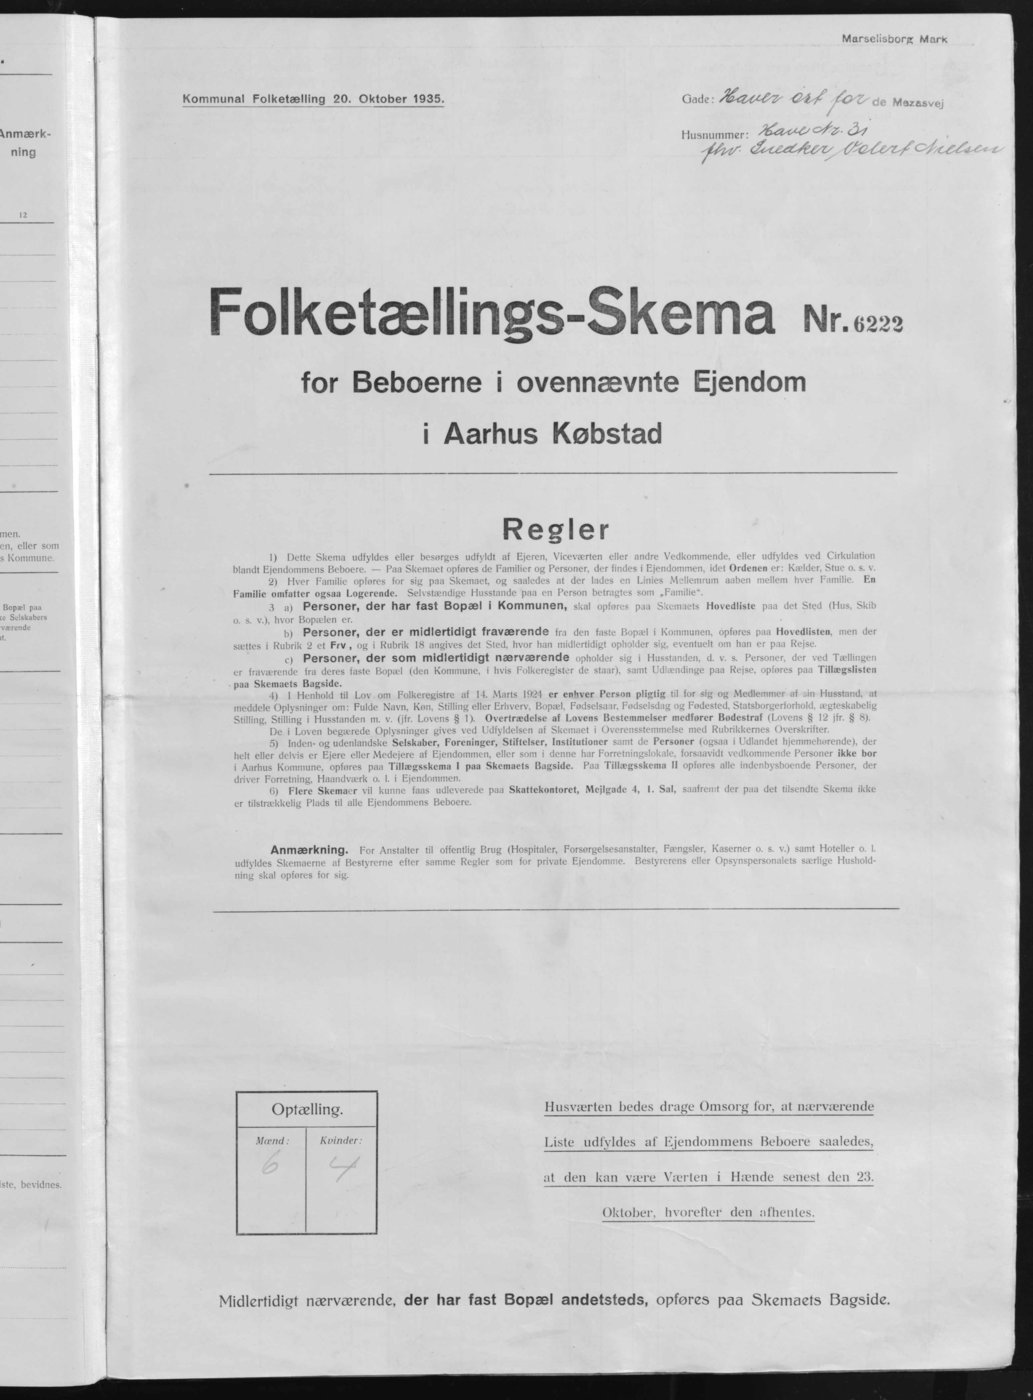 Anmærk-
ning
12
men.
en, eller som
s Kommune.
Bopæl paa
te Selskabers
værende
iste, bevidnes.
Marselisborg Mark
Kommunal Folketælling 20. Oktober 1935.
Gade: Haver øst for de Mezasvej
Husnummer: Have Nr. 31
fhv. Snedker, Nielsen
Folketællings-Skema Nr. 6222
for Beboerne i ovennævnte Ejendom
i Aarhus Købstad
Regler
1) Dette Skema udfyldes eller besørges udfyldt af Ejeren, Viceværten eller andre Vedkommende, eller udfyldes ved Cirkulation
blandt Ejendommens Beboere. — Paa Skemaet opføres de Familier og Personer, der findes i Ejendommen, idet Ordenen er: Kælder, Stue o. s. v.
2) Hver Familie opføres for sig paa Skemaet, og saaledes at der lades en Linies Mellemrum aaben mellem hver Familie. En
Familie omfatter ogsaa Logerende. Selvstændige Husstande paa en Person betragtes som „Familie“.
3 a) Personer, der har fast Bopæl i Kommunen, skal opføres paa Skemaets Hovedliste paa det Sted (Hus, Skib
o. s. v.), hvor Bopælen er.
b) Personer, der er midlertidigt fraværende fra den faste Bopæl i Kommunen, opføres paa Hovedlisten, men der
sættes i Rubrik 2 et Frv., og i Rubrik 18 angives det Sted, hvor han midlertidigt opholder sig, eventuelt om han er paa Rejse.
c) Personer, der som midlertidigt nærværende opholder sig i Husstanden, d. v. s. Personer, der ved Tællingen
er fraværende fra deres faste Bopæl (den Kommune, i hvis Folkeregister de staar), samt Udlændinge paa Rejse, opføres paa Tillægslisten
paa Skemaets Bagside.
4) I Henhold til Lov om Folkeregistre af 14. Marts 1924 er enhver Person pligtig til for sig og Medlemmer af sin Husstand, at
meddele Oplysninger om: Fulde Navn, Køn, Stilling eller Erhverv, Bopæl, Fødselsaar, Fødselsdag og Fødested, Statsborgerforhold, ægteskabelig
Stilling, Stilling i Husstanden m. v. (jfr. Lovens § 1). Overtrædelse af Lovens Bestemmelser medfører Bødestraf (Lovens § 12 jfr. § 8).
De i Loven begærede Oplysninger gives ved Udfyldelsen af Skemaet i Overensstemmelse med Rubrikkernes Overskrifter.
5) Inden- og udenlandske Selskaber, Foreninger, Stiftelser, Institutioner samt de Personer (ogsaa i Udlandet hjemmehørende), der
helt eller delvis er Ejere eller Medejere af Ejendommen, eller som i denne har Forretningslokale, forsaavidt vedkommende Personer ikke bor
i Aarhus Kommune, opføres paa Tillægsskema I paa Skemaets Bagside. Paa Tillægsskema II opføres alle indenbysboende Personer, der
driver Forretning, Haandværk o. l. i Ejendommen.
6) Flere Skemaer vil kunne faas udleverede paa Skattekontoret, Mejlgade 4, 1. Sal, saafremt der paa det tilsendte Skema ikke
er tilstrækkelig Plads til alle Ejendommens Beboere.
Anmærkning. For Anstalter til offentlig Brug (Hospitaler, Forsørgelsesanstalter, Fængsler, Kaserner o. s. v.) samt Hoteller o. l.
udfyldes Skemaerne af Bestyrerne efter samme Regler som for private Ejendomme. Bestyrerens eller Opsynspersonalets særlige Hushold-
ning skal opføres for sig.
Optælling.
Mænd: Kvinder:
6 4
Husværten bedes drage Omsorg for, at nærværende
Liste udfyldes af Ejendommens Beboere saaledes,
at den kan være Værten i Hænde senest den 23.
Oktober, hvorefter den afhentes.
Midlertidigt nærværende, der har fast Bopæl andetsteds, opføres paa Skemaets Bagside.